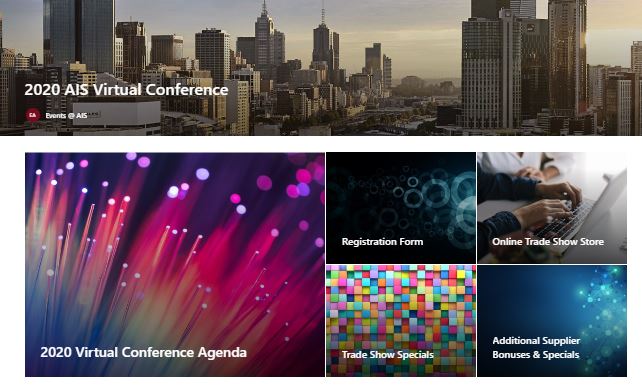 2020 AIS Virtual Conference
EA Events @ AIS
Registration Form
Online Trade Show Store
2020 Virtual Conference Agenda
Trade Show Specials
Additional Supplier
Bonuses & Specials